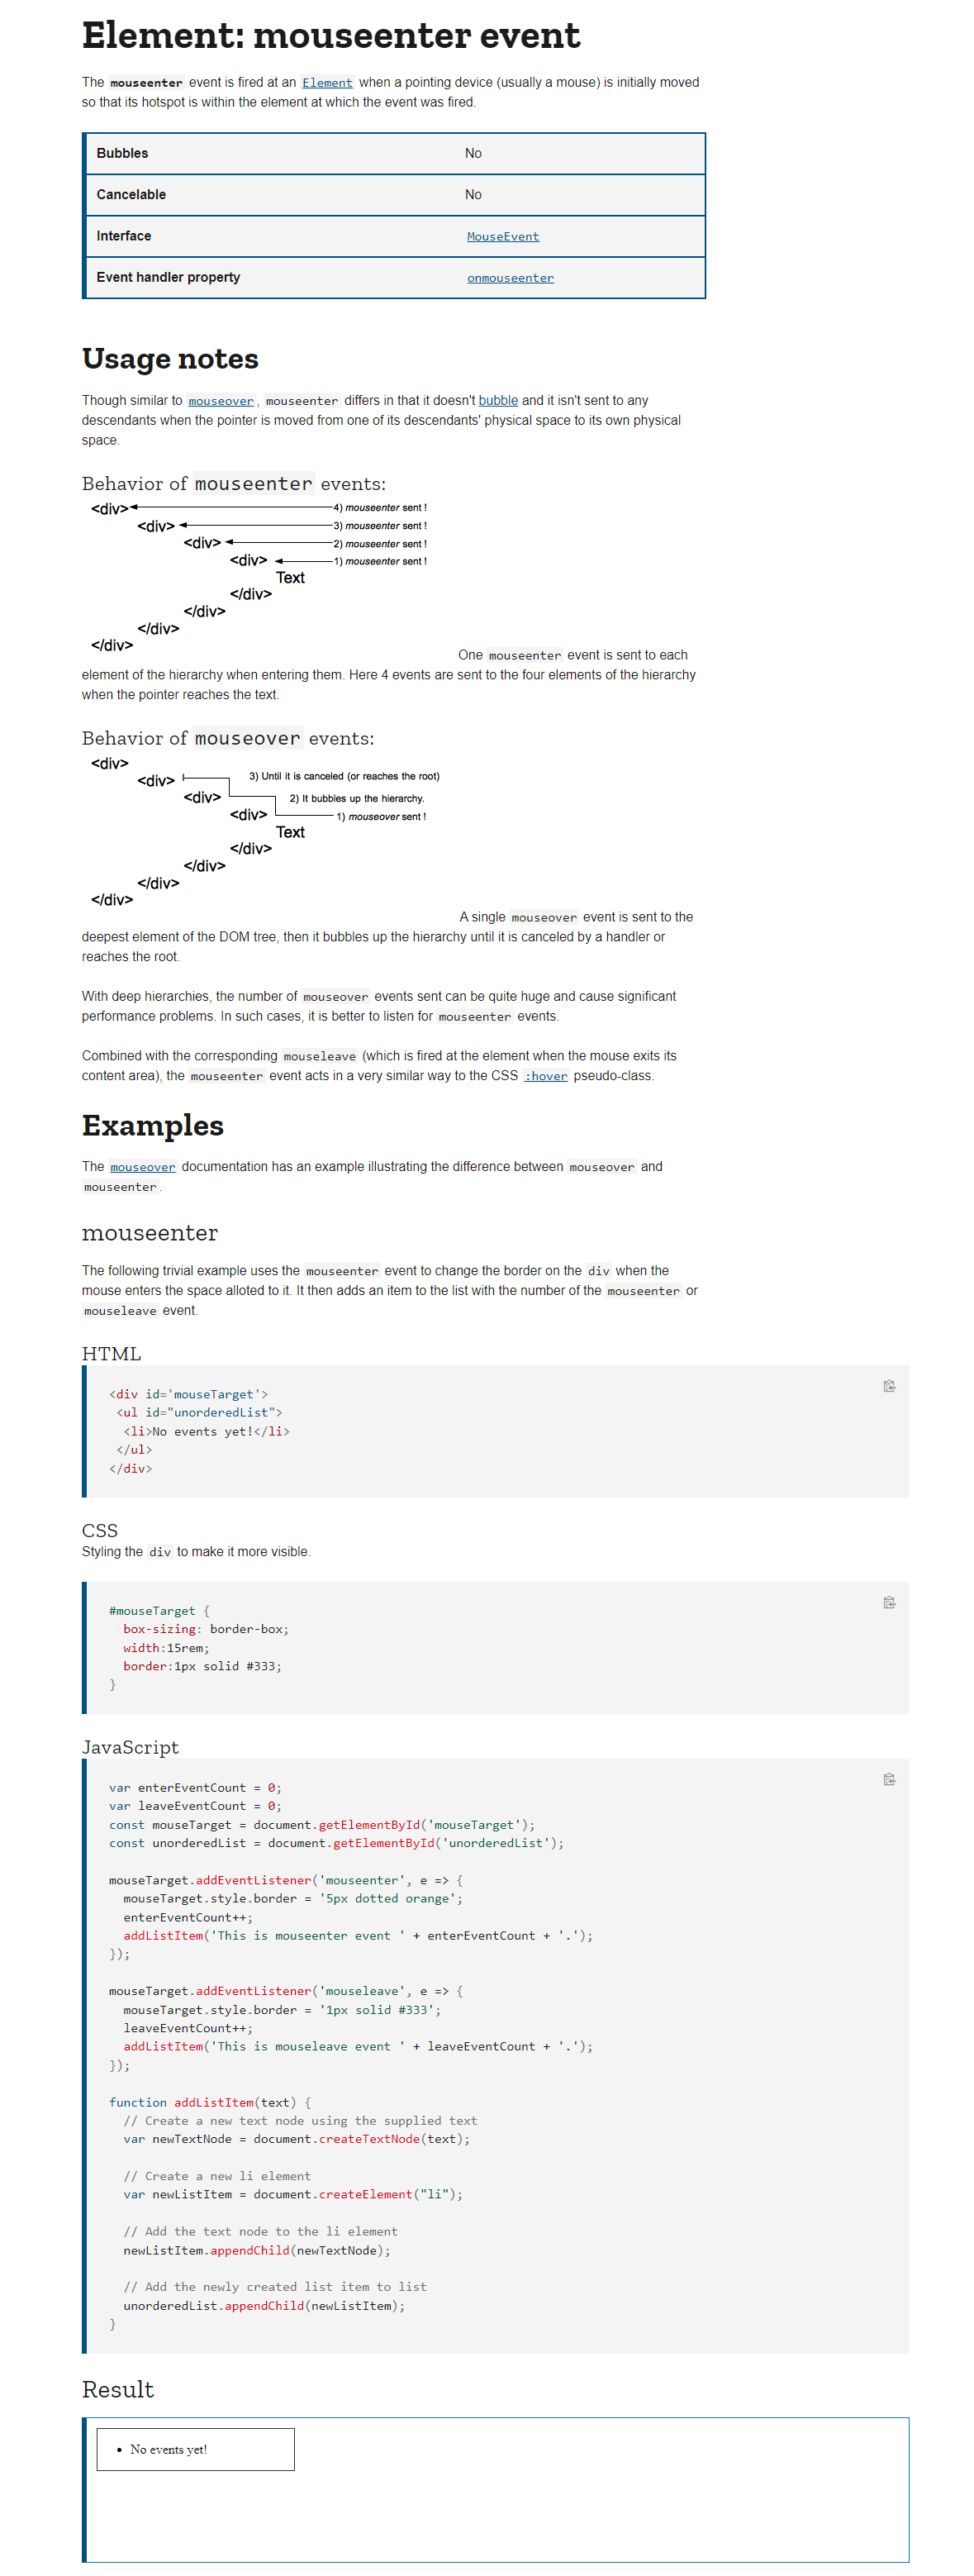 Element: mouseenter event
The mouseenter event is fired at an Element when a pointing device (usually a mouse) is initially moved
so that its hotspot is within the element at which the event was fired.
Bubbles No
Cancelable No
Interface MouseEvent
Event handler property onmouseenter
Usage notes
Though similar to mouseover, mouseenter differs in that it doesn't bubble and it isn't sent to any
descendants when the pointer is moved from one of its descendants' physical space to its own physical
space.
Behavior of mouseenter events:
<div> 4) mouseenter sent !
<div> 3) mouseenter sent !
<div> 2) mouseenter sent !
<div> 1) mouseenter sent !
Text
</div>
</div>
</div>
</div>
One mouseenter event is sent to each
element of the hierarchy when entering them. Here 4 events are sent to the four elements of the hierarchy
when the pointer reaches the text.
Behavior of mouseover events:
<div>
<div> 3) Until it is canceled (or reaches the root)
<div> 2) It bubbles up the hierarchy.
<div> 1) mouseover sent !
Text
</div>
</div>
</div>
</div>
A single mouseover event is sent to the
deepest element of the DOM tree, then it bubbles up the hierarchy until it is canceled by a handler or
reaches the root.
With deep hierarchies, the number of mouseover events sent can be quite huge and cause significant
performance problems. In such cases, it is better to listen for mouseenter events.
Combined with the corresponding mouseleave (which is fired at the element when the mouse exits its
content area), the mouseenter event acts in a very similar way to the CSS :hover pseudo-class.
Examples
The mouseover documentation has an example illustrating the difference between mouseover and
mouseenter.
mouseenter
The following trivial example uses the mouseenter event to change the border on the div when the
mouse enters the space alloted to it. It then adds an item to the list with the number of the mouseenter or
mouseleave event.
HTML
<div id='mouseTarget'>
<ul id="unorderedList">
<li>No events yet!</li>
</ul>
</div>
CSS
Styling the div to make it more visible.
#mouseTarget {
box-sizing: border-box;
width:15rem;
border:1px solid #333;
}
JavaScript
var enterEventCount = 0;
var leaveEventCount = 0;
const mouseTarget = document.getElementById('mouseTarget');
const unorderedList = document.getElementById('unorderedList');
mouseTarget.addEventListener('mouseenter', e => {
mouseTarget.style.border = '5px dotted orange';
enterEventCount++;
addListItem('This is mouseenter event ' + enterEventCount + '.');
});
mouseTarget.addEventListener('mouseleave', e => {
mouseTarget.style.border = '1px solid #333';
leaveEventCount++;
addListItem('This is mouseleave event ' + leaveEventCount + '.');
});
function addListItem(text) {
// Create a new text node using the supplied text
var newTextNode = document.createTextNode(text);
// Create a new li element
var newListItem = document.createElement("li");
// Add the text node to the li element
newListItem.appendChild(newTextNode);
// Add the newly created list item to list
unorderedList.appendChild(newListItem);
}
Result
• No events yet!